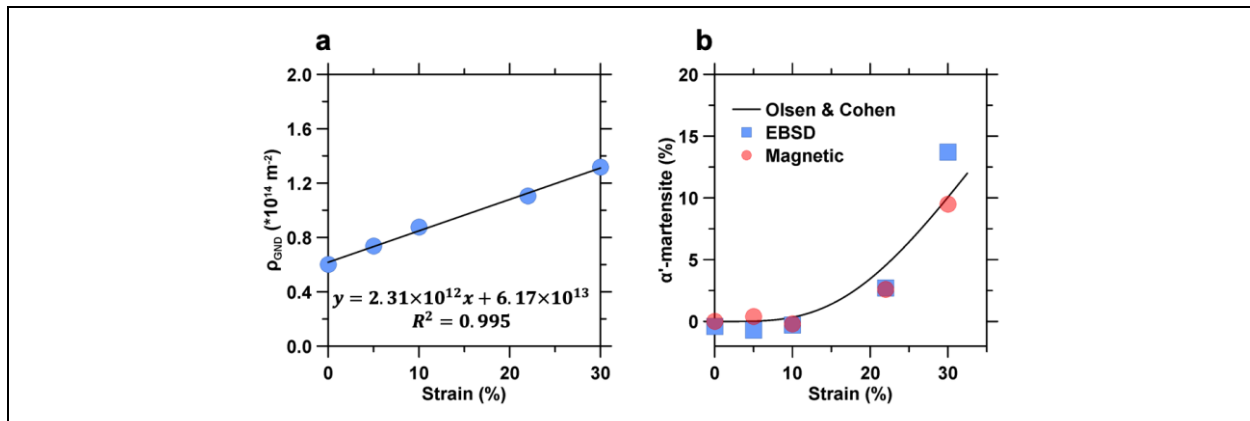 a
2.0
1.6
1.2
0.8
0.4
0.0
ρGND (*10¹⁴ m⁻²)
y = 2.31×10¹²x + 6.17×10¹³
R² = 0.995
0 10 20 30
Strain (%)
b
20
15
10
5
0
α'-martensite (%)
Olsen & Cohen
EBSD
Magnetic
0 10 20 30
Strain (%)